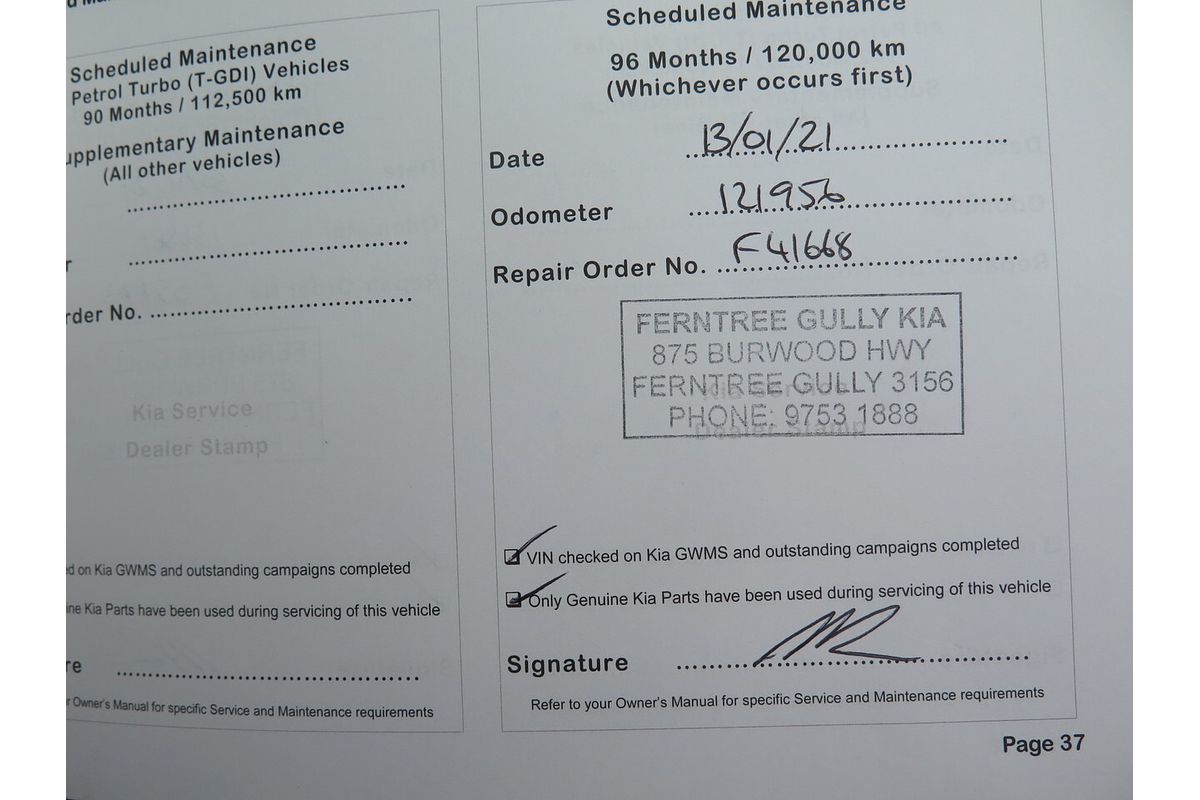 Scheduled Maintenance
Petrol Turbo (T-GDI) Vehicles
90 Months / 112,500 km
Maintenance
(All other vehicles)
No.
Kia Service
Dealer Stamp
on Kia GWMS and outstanding campaigns completed
Kia Parts have been used during servicing of this vehicle
Owner's Manual for specific Service and Maintenance requirements
Scheduled Maintenance
96 Months / 120,000 km
(Whichever occurs first)
Date 13/01/21
Odometer 121956
Repair Order No. F41668
FERNTREE GULLY KIA
875 BURWOOD HWY
FERNTREE GULLY 3156
PHONE: 9753 1888
Kia Service
Dealer Stamp
VIN checked on Kia GWMS and outstanding campaigns completed
Only Genuine Kia Parts have been used during servicing of this vehicle
Signature
Refer to your Owner's Manual for specific Service and Maintenance requirements
Page 37